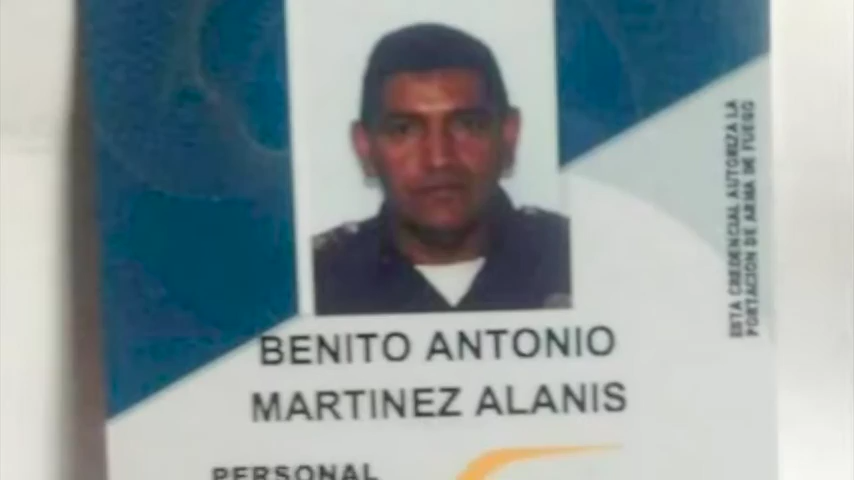 BENITO ANTONIO
MARTINEZ ALANIS
PERSONAL
ESTA CREDENCIAL AUTORIZA LA
PORTACION DE ARMA DE FUEGO